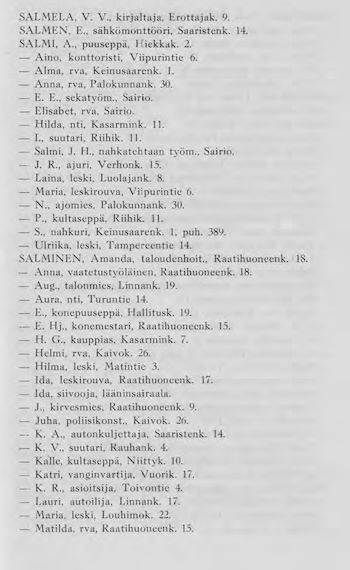 SALMELA, V. V., kirjaltaja, Erottajak. 9.
SALMEN, E., sähkömonttööri, Saaristenk. 14.
SALMI, A., puuseppä, Hiekkak. 2.
— Aino, konttoristi, Viipurintie 6.
— Alma, rva, Keinusaarenk. 1.
— Anna, rva, Palokunnank. 30.
— E. E., sekatyöm., Sairio.
— Elisabet, rva, Sairio.
— Hilda, nti, Kasarmink. 11.
— I., suutari, Riihik. 11.
— Salmi, J. H., nahkatehtaan työm., Sairio.
— J. R., ajuri, Verhonk. 15.
— Laina, leski, Luolajank. 8.
— Maria, leskirouva, Viipurintie 6.
— N., ajomies, Palokunnank. 30.
— P., kultaseppä, Riihik. 11.
— S., nahkuri, Keinusaarenk. 1, puh. 389.
— Ulriika, leski, Tampereentie 14.
SALMINEN, Amanda, taloudenhoit., Raatihuoneenk. 18.
— Anna, vaatetustyöläinen, Raatihuoneenk. 18.
— Aug., talonmies, Linnank. 19.
— Aura, nti, Turuntie 14.
— E., konepuuseppä, Hallitusk. 19.
— E. Hj., konemestari, Raatihuoneenk. 15.
— H. G., kauppias, Kasarmink. 7.
— Helmi, rva, Kaivok. 26.
— Hilma, leski, Matintie 3.
— Ida, leskirouva, Raatihuoneenk. 17.
— Ida, siivooja, lääninsairaala.
— J., kirvesmies, Raatihuoneenk. 9.
— Juha, poliisikonst., Kaivok. 26.
— K. A., autonkuljettaja, Saaristenk. 14.
— K. V., suutari, Rauhank. 4.
— Kalle, kultaseppä, Niittyk. 10.
— Katri, vanginvartija, Vuorik. 17.
— K. R., asioitsija, Toivontie 4.
— Lauri, autoilija, Linnank. 17.
— Maria, leski, Louhimok. 22.
— Matilda, rva, Raatihuoneenk. 15.